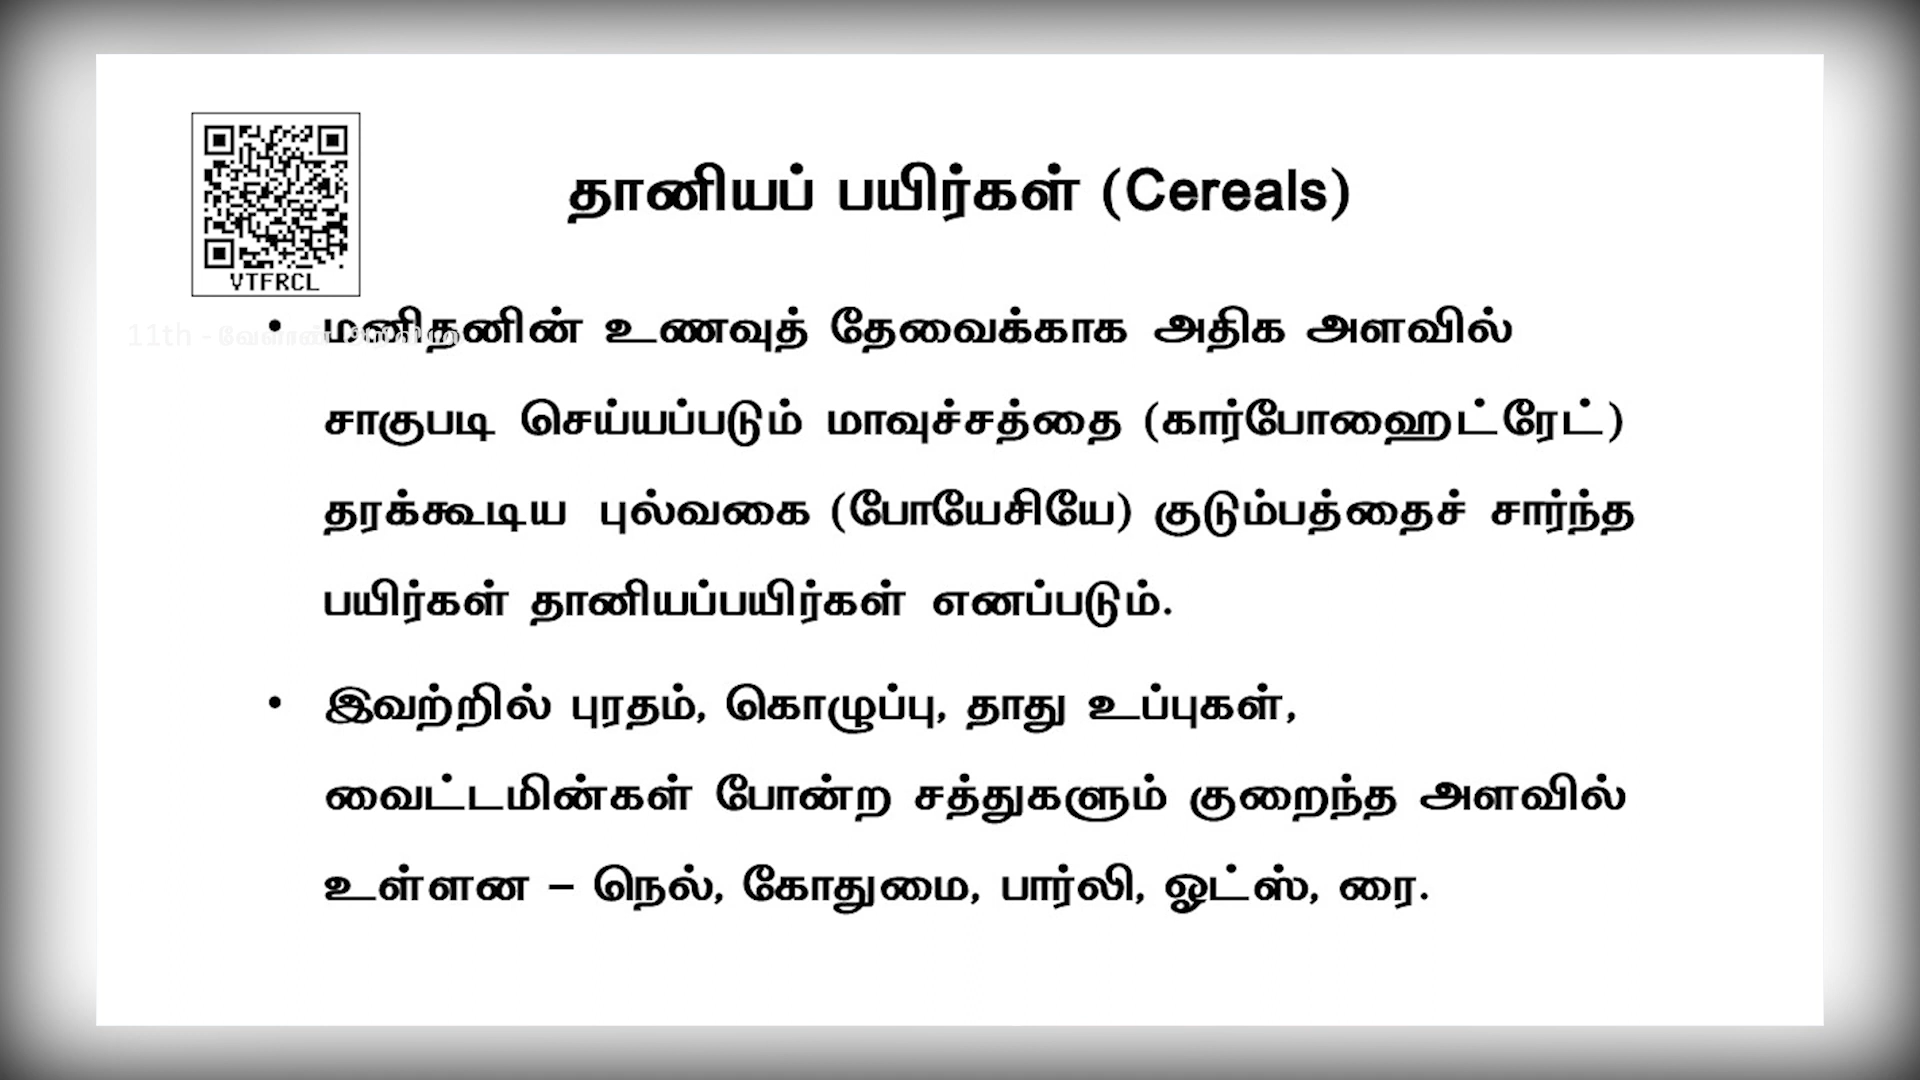 VTFRCL
தானியப் பயிர்கள் (Cereals)
• மனிதனின் உணவுத் தேவைக்காக அதிக அளவில்
சாகுபடி செய்யப்படும் மாவுச்சத்தை (கார்போஹைட்ரேட்)
தரக்கூடிய புல்வகை (போயேசியே) குடும்பத்தைச் சார்ந்த
பயிர்கள் தானியப்பயிர்கள் எனப்படும்.
• இவற்றில் புரதம், கொழுப்பு, தாது உப்புகள்,
வைட்டமின்கள் போன்ற சத்துகளும் குறைந்த அளவில்
உள்ளன – நெல், கோதுமை, பார்லி, ஓட்ஸ், ரை.
11th - வேளாண்